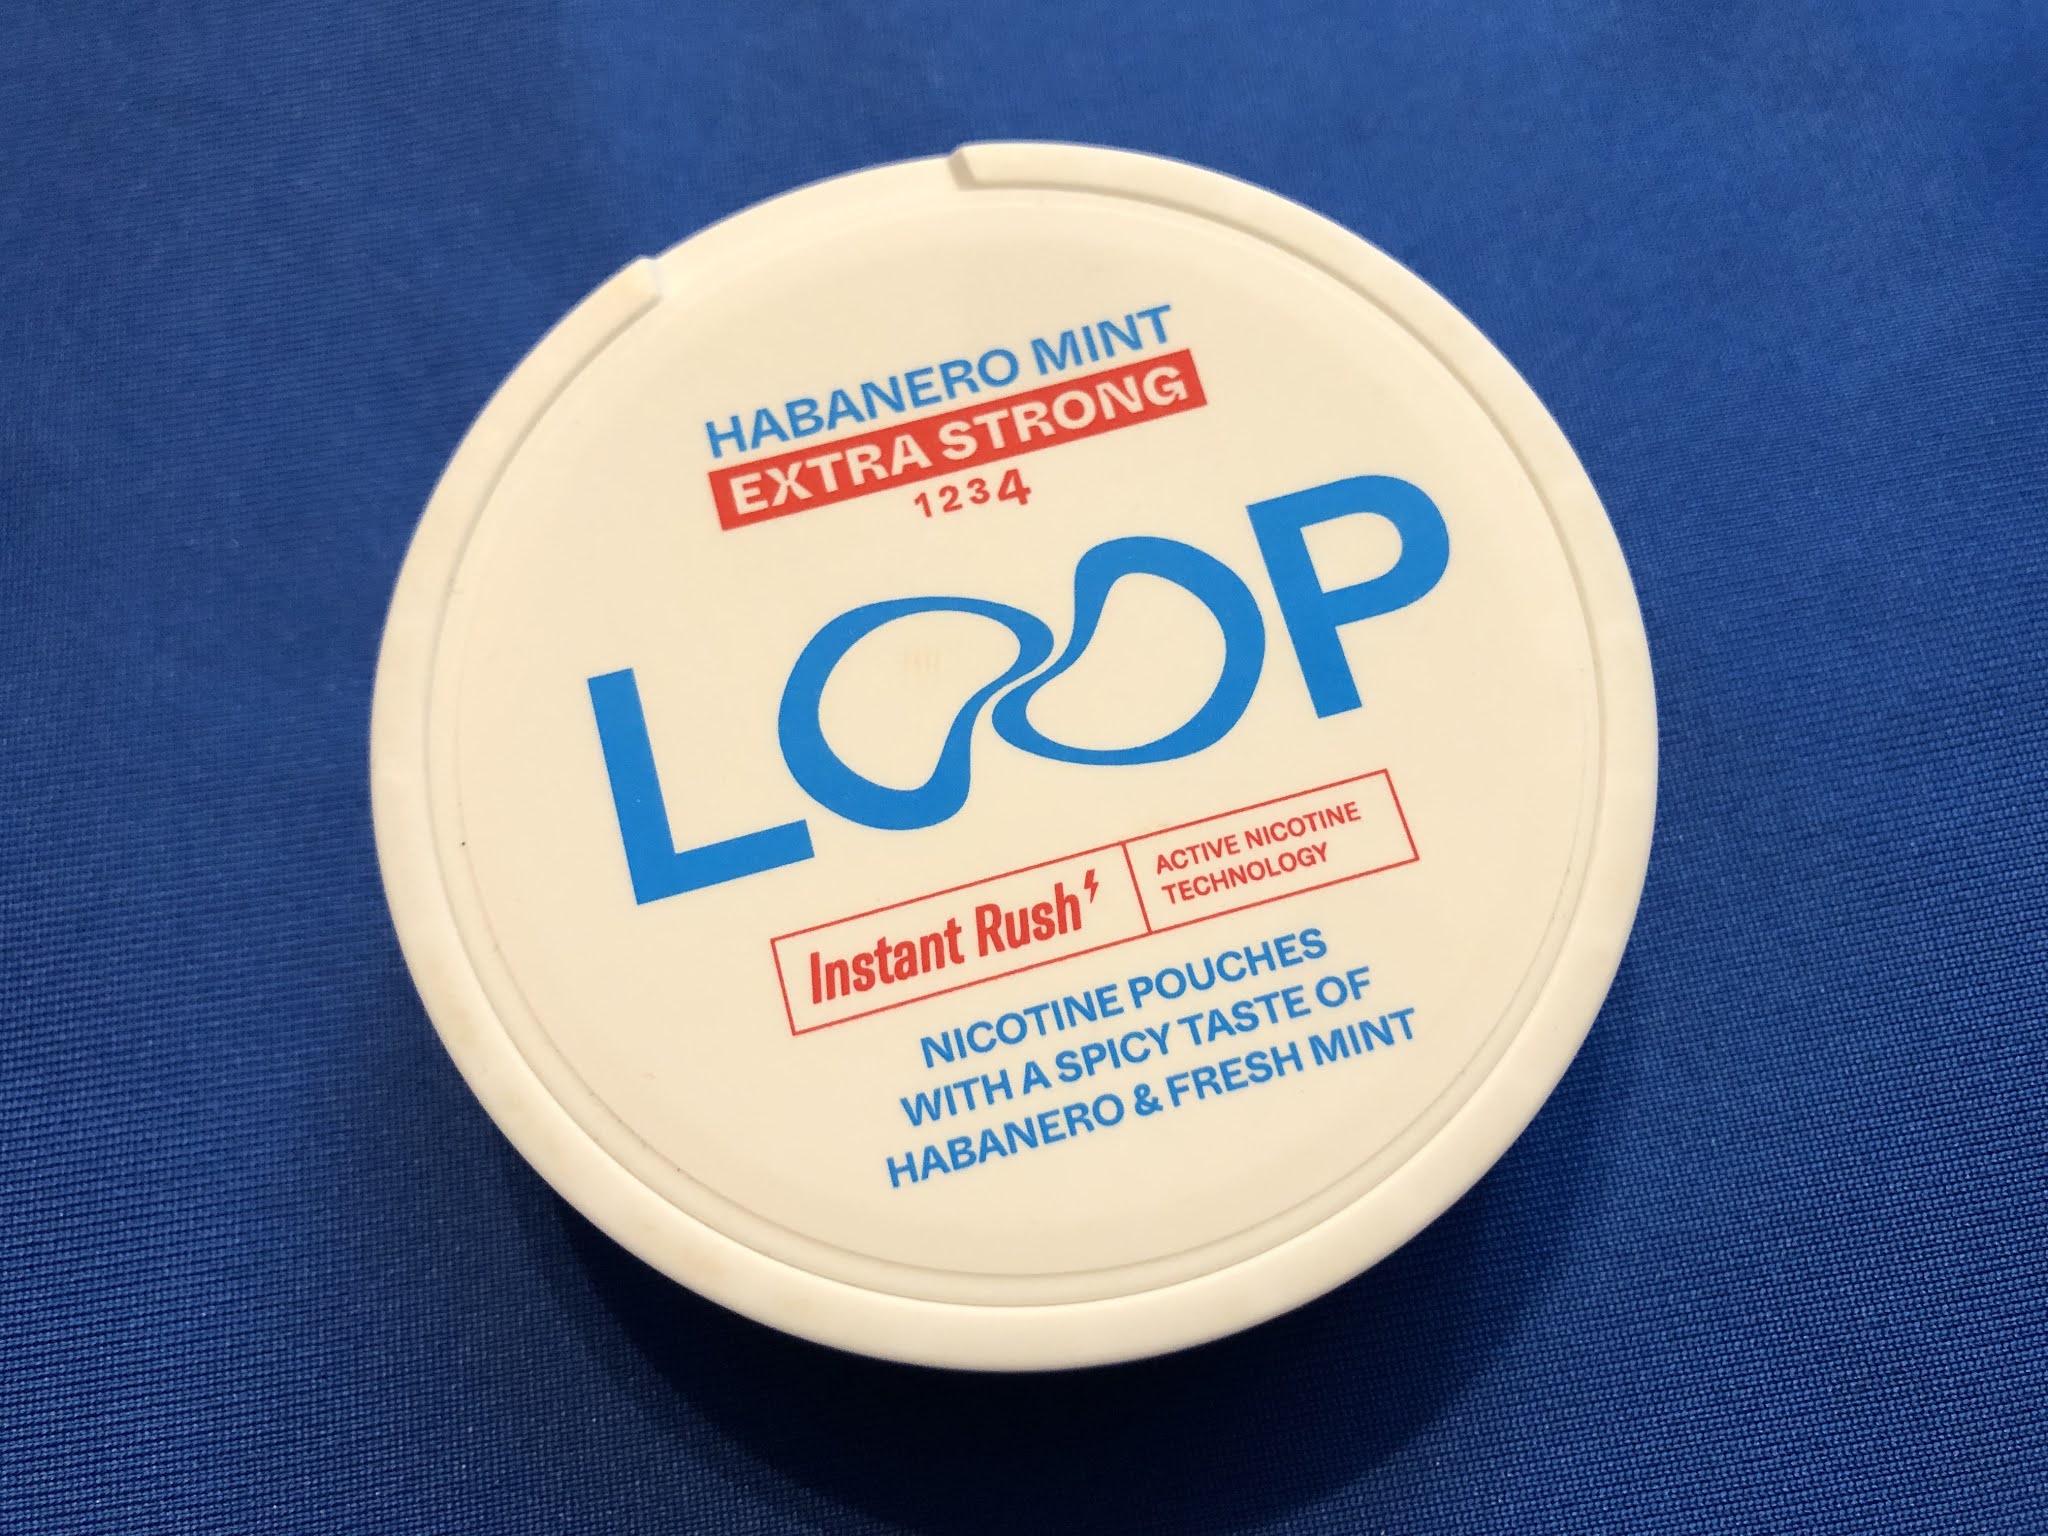 HABANERO MINT
EXTRA STRONG
1234
LOOP
Instant Rush
ACTIVE NICOTINE
TECHNOLOGY
NICOTINE POUCHES
WITH A SPICY TASTE OF
HABANERO & FRESH MINT